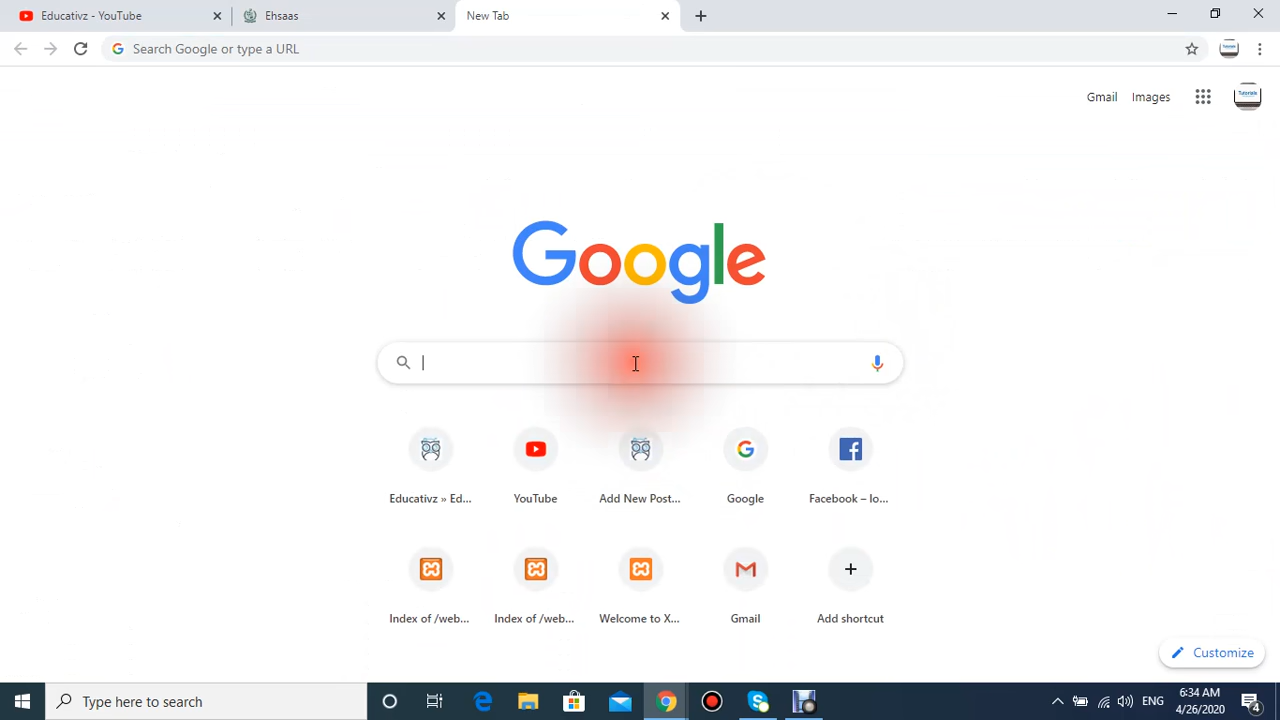 Educativz - YouTube
Ehsaas
New Tab
Search Google or type a URL
Gmail
Images
Google
Educativz » Ed...
YouTube
Add New Post...
Google
Facebook – lo...
Index of /web...
Index of /web...
Welcome to X...
Gmail
Add shortcut
Customize
Type here to search
ENG
6:34 AM
4/26/2020
4